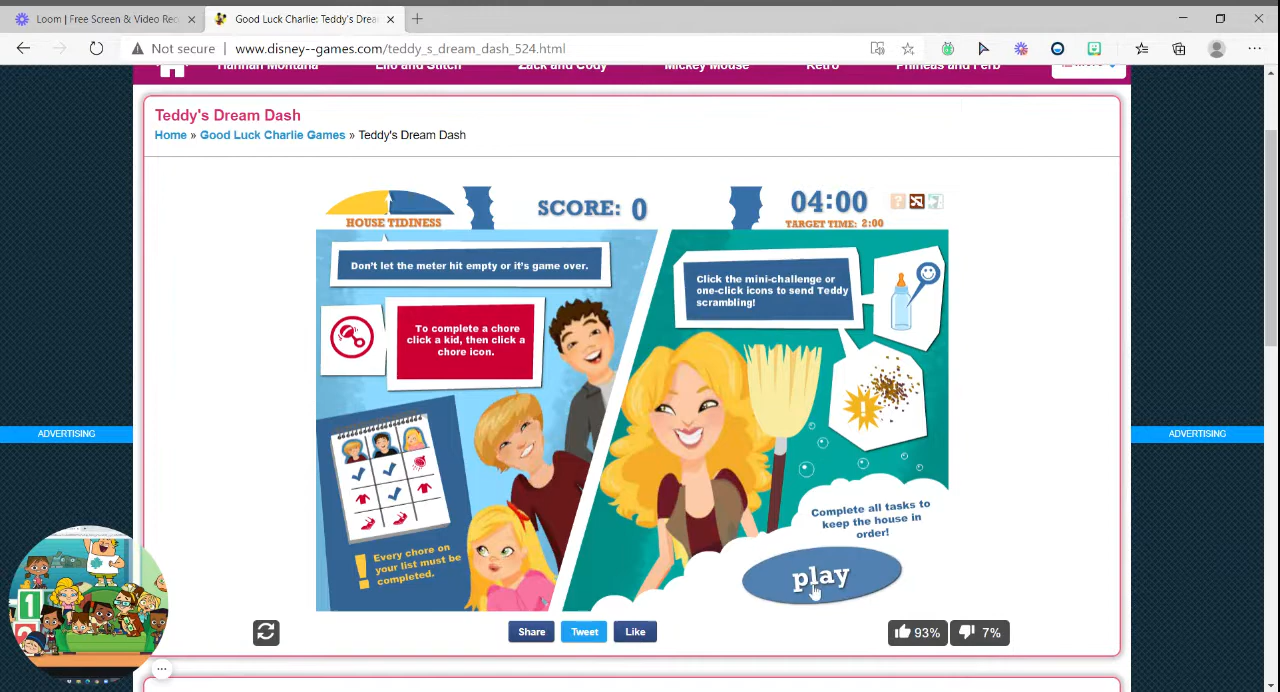 Loom | Free Screen & Video Rec
Good Luck Charlie: Teddy's Drea
Not secure | www.disney--games.com/teddy_s_dream_dash_524.html
Hannah Montana Lilo and Stitch Zack and Cody Mickey Mouse Retro Phineas and Ferb More
Teddy's Dream Dash
Home » Good Luck Charlie Games » Teddy's Dream Dash
HOUSE TIDINESS
SCORE: 0
04:00
TARGET TIME: 2:00
Don't let the meter hit empty or it's game over.
To complete a chore
click a kid, then click a
chore icon.
Click the mini-challenge or
one-click icons to send Teddy
scrambling!
!
! Every chore on
your list must be
completed.
Complete all tasks to
keep the house in
order!
play
ADVERTISING
ADVERTISING
1
Share Tweet Like
93% 7%